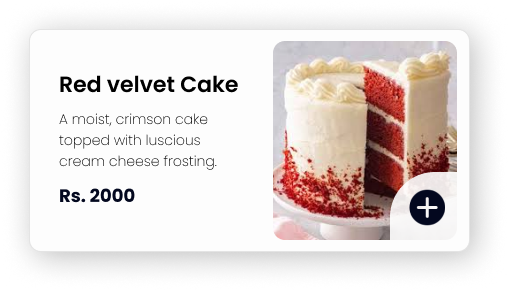 Red velvet Cake
A moist, crimson cake
topped with luscious
cream cheese frosting.
Rs. 2000